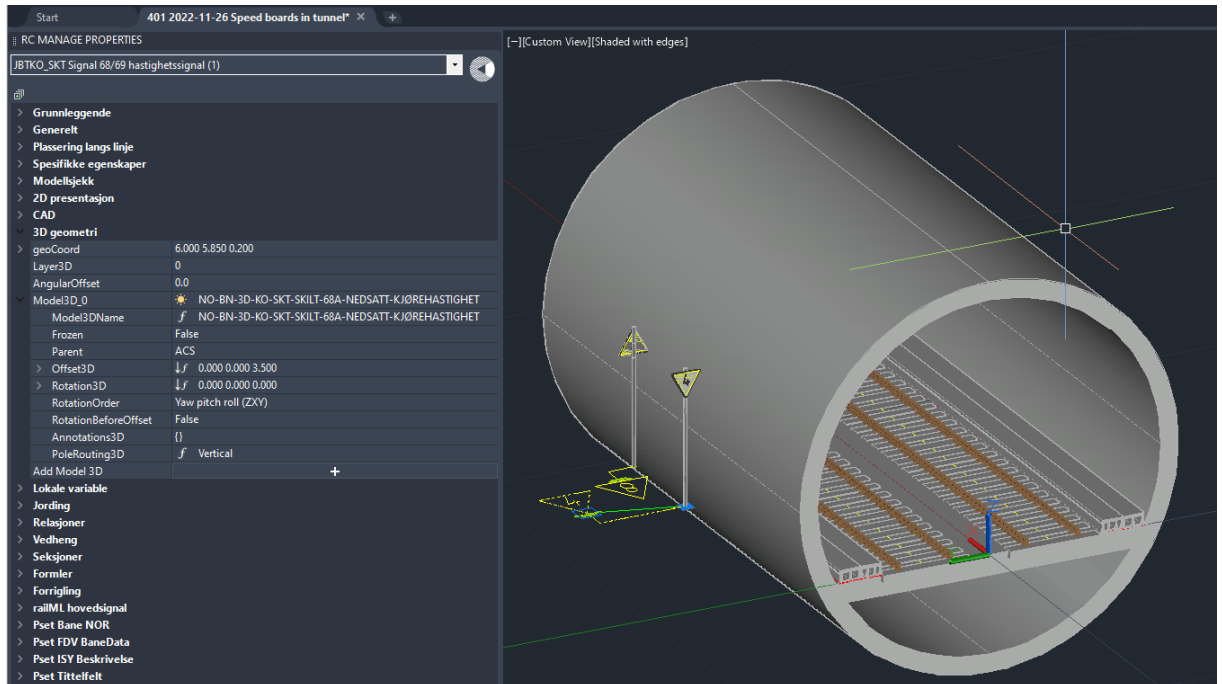 Start
401 2022-11-26 Speed boards in tunnel*
RC MANAGE PROPERTIES
[−][Custom View][Shaded with edges]
JBTKO_SKT Signal 68/69 hastighetssignal (1)
Grunnleggende
Generelt
Plassering langs linje
Spesifikke egenskaper
Modellsjekk
2D presentasjon
CAD
3D geometri
geoCoord 6.000 5.850 0.200
Layer3D 0
AngularOffset 0.0
Model3D_0 NO-BN-3D-KO-SKT-SKILT-68A-NEDSATT-KJØREHASTIGHET
Model3DName NO-BN-3D-KO-SKT-SKILT-68A-NEDSATT-KJØREHASTIGHET
Frozen False
Parent ACS
Offset3D 0.000 0.000 3.500
Rotation3D 0.000 0.000 0.000
RotationOrder Yaw pitch roll (ZXY)
RotationBeforeOffset False
Annotations3D {}
PoleRouting3D Vertical
Add Model 3D +
Lokale variable
Jording
Relasjoner
Vedheng
Seksjoner
Formler
Forrigling
railML hovedsignal
Pset Bane NOR
Pset FDV BaneData
Pset ISY Beskrivelse
Pset Tittelfelt